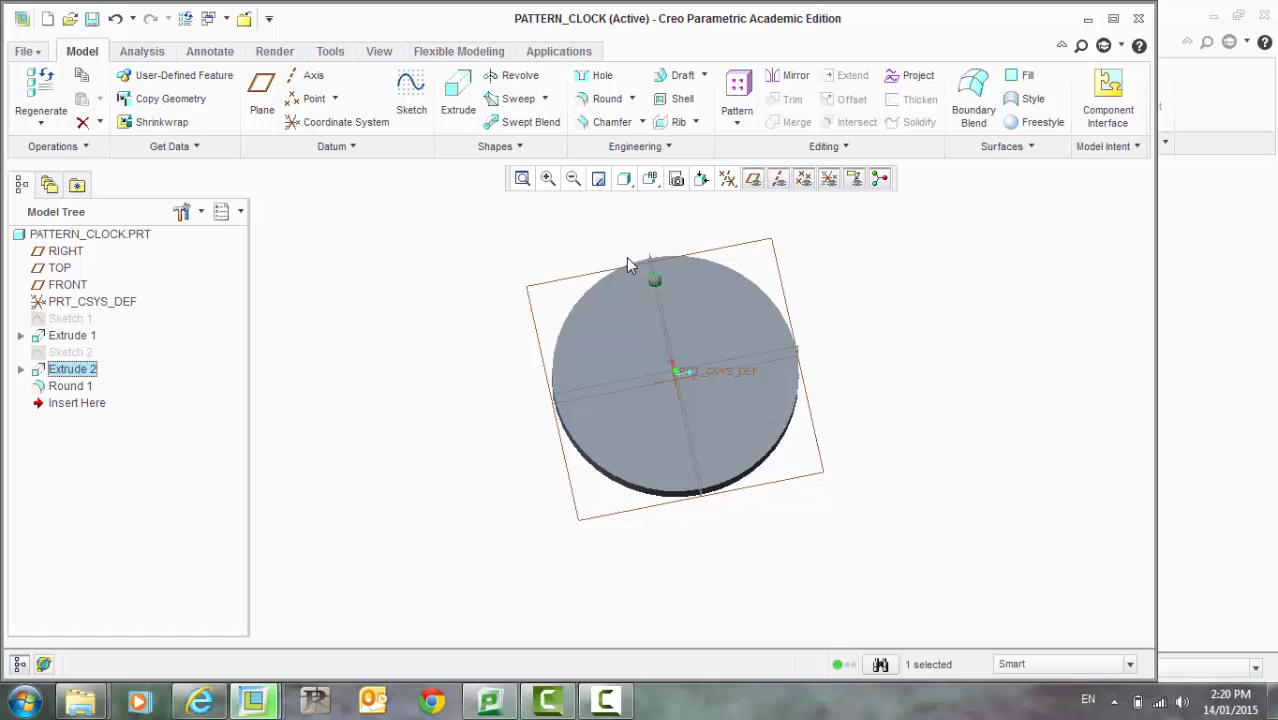 PATTERN_CLOCK (Active) - Creo Parametric Academic Edition
File Model Analysis Annotate Render Tools View Flexible Modeling Applications
User-Defined Feature Axis Revolve Hole Draft Mirror Extend Project Fill
Copy Geometry Point Sweep Round Shell Trim Offset Thicken Style
Regenerate Plane Sketch Extrude Pattern Boundary Blend Component Interface
Shrinkwrap Coordinate System Swept Blend Chamfer Rib Merge Intersect Solidify Freestyle
Operations Get Data Datum Shapes Engineering Editing Surfaces Model Intent
Model Tree
PATTERN_CLOCK.PRT
RIGHT
TOP
FRONT
PRT_CSYS_DEF
Sketch 1
Extrude 1
Sketch 2
Extrude 2
Round 1
Insert Here
PRT_CSYS_DEF
1 selected Smart
EN 2:20 PM
14/01/2015